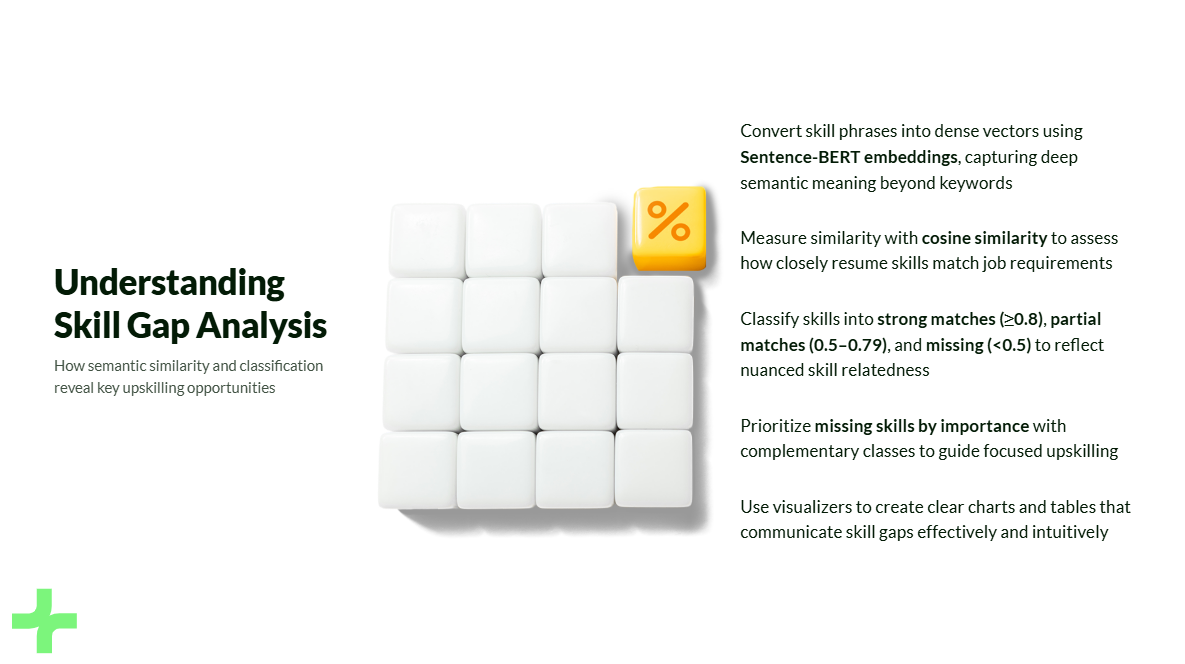 Understanding
Skill Gap Analysis
How semantic similarity and classification
reveal key upskilling opportunities
%
Convert skill phrases into dense vectors using
Sentence-BERT embeddings, capturing deep
semantic meaning beyond keywords
Measure similarity with cosine similarity to assess
how closely resume skills match job requirements
Classify skills into strong matches (≥0.8), partial
matches (0.5–0.79), and missing (<0.5) to reflect
nuanced skill relatedness
Prioritize missing skills by importance with
complementary classes to guide focused upskilling
Use visualizers to create clear charts and tables that
communicate skill gaps effectively and intuitively